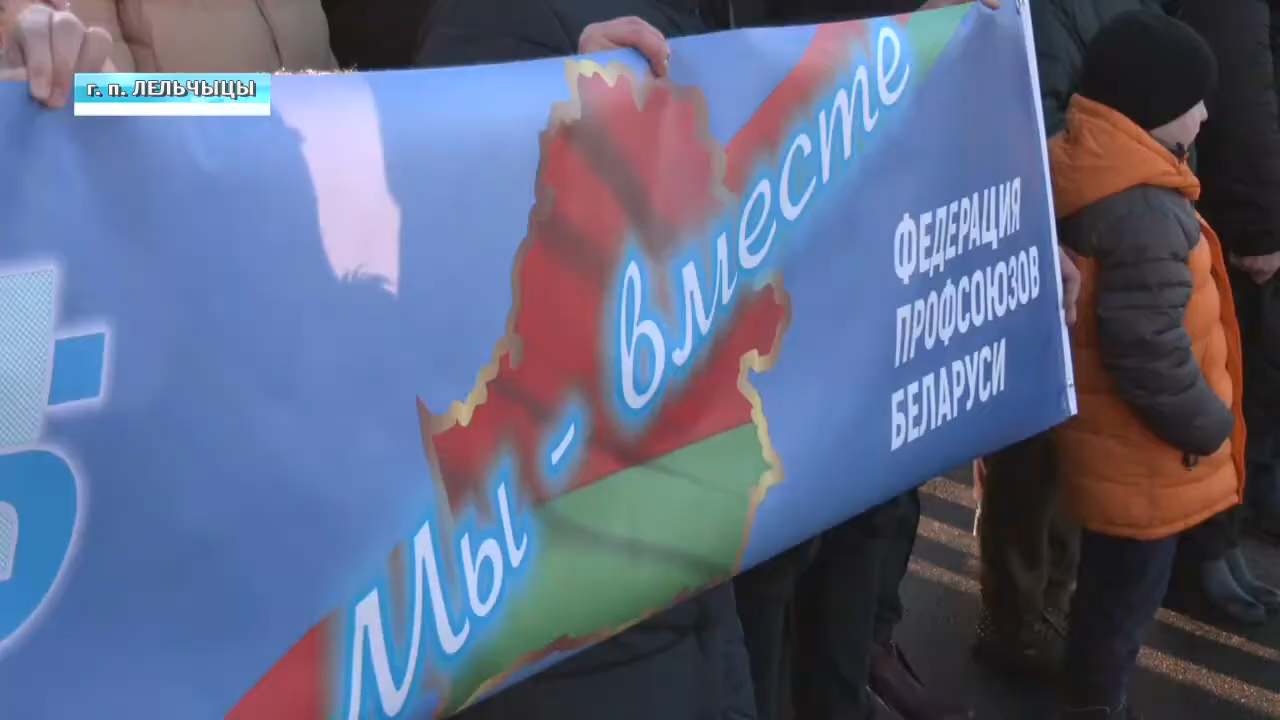 г. п. ЛЕЛЬЧЫЦЫ
Мы - вместе
ФЕДЕРАЦИЯ
ПРОФСОЮЗОВ
БЕЛАРУСИ